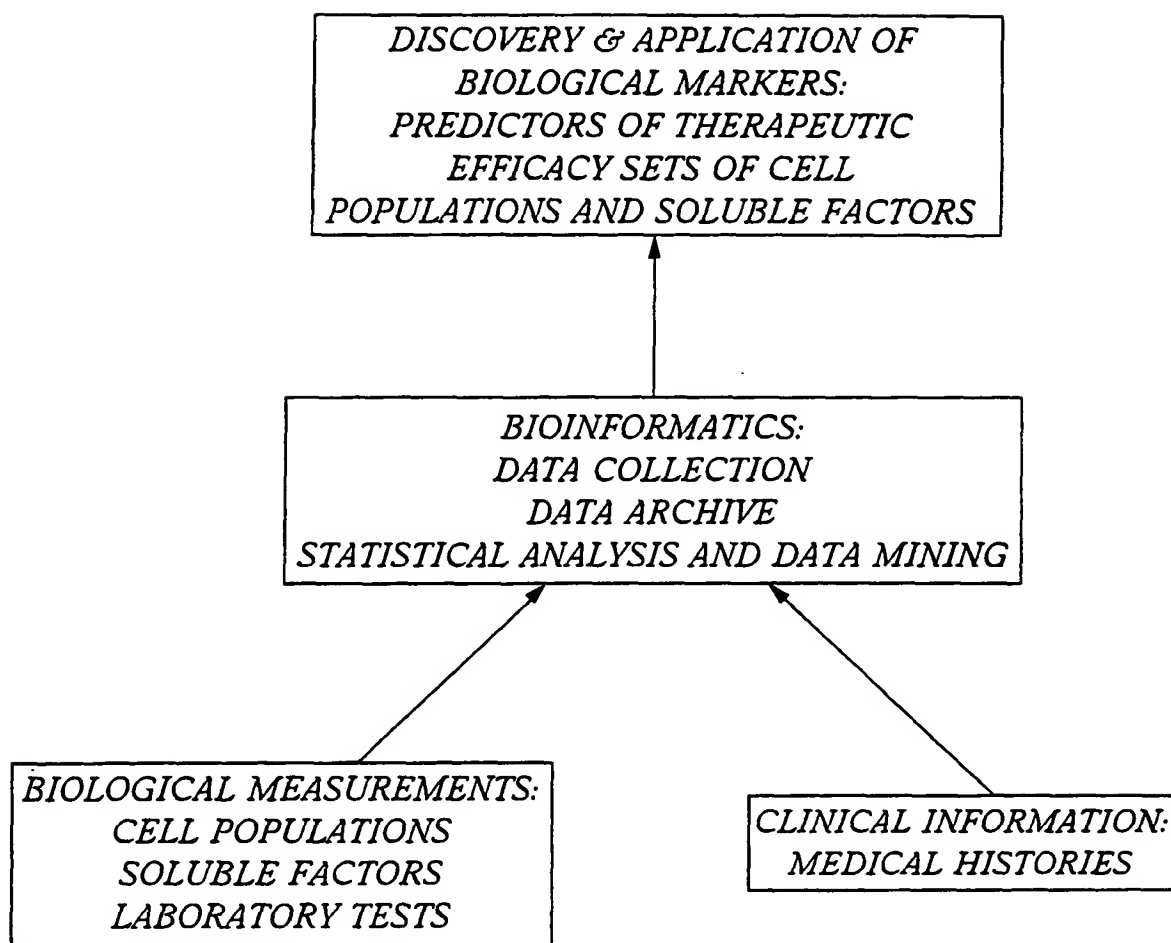 DISCOVERY & APPLICATION OF
BIOLOGICAL MARKERS:
PREDICTORS OF THERAPEUTIC
EFFICACY SETS OF CELL
POPULATIONS AND SOLUBLE FACTORS
BIOINFORMATICS:
DATA COLLECTION
DATA ARCHIVE
STATISTICAL ANALYSIS AND DATA MINING
BIOLOGICAL MEASUREMENTS:
CELL POPULATIONS
SOLUBLE FACTORS
LABORATORY TESTS
CLINICAL INFORMATION:
MEDICAL HISTORIES